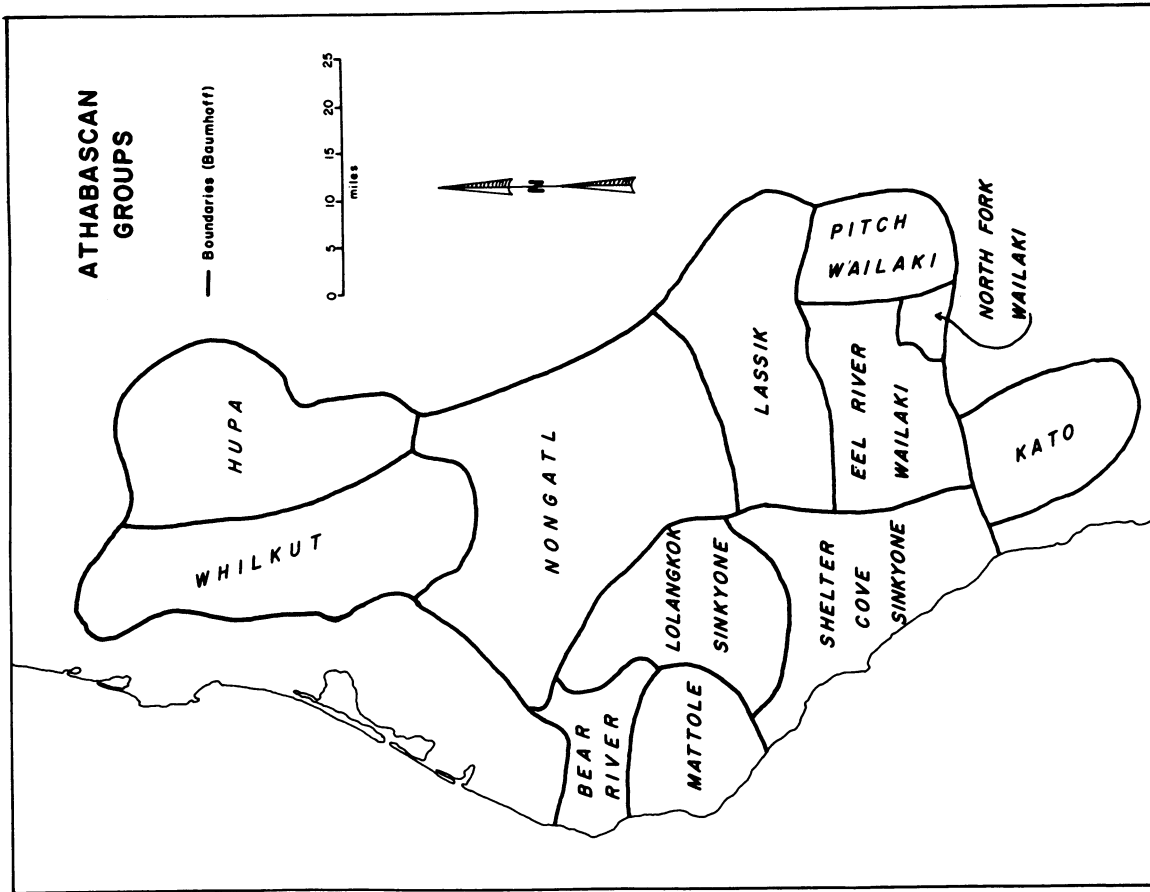 ATHABASCAN
GROUPS
Boundaries (Baumhoff)
0 5 10 15 20 25
miles
N
HUPA
WHILKUT
NONGATL
LASSIK
PITCH
WAILAKI
NORTH FORK
WAILAKI
EEL RIVER
WAILAKI
KATO
LOLANGKOK
SINKYONE
SHELTER
COVE
SINKYONE
BEAR
RIVER
MATTOLE